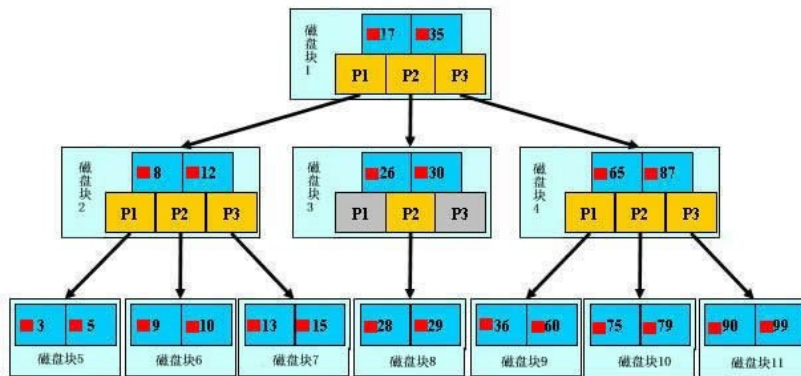 磁盘块1
17 35
P1 P2 P3
磁盘块2
8 12
P1 P2 P3
磁盘块3
26 30
P1 P2 P3
磁盘块4
65 87
P1 P2 P3
3 5
磁盘块5
9 10
磁盘块6
13 15
磁盘块7
28 29
磁盘块8
36 60
磁盘块9
75 79
磁盘块10
90 99
磁盘块11